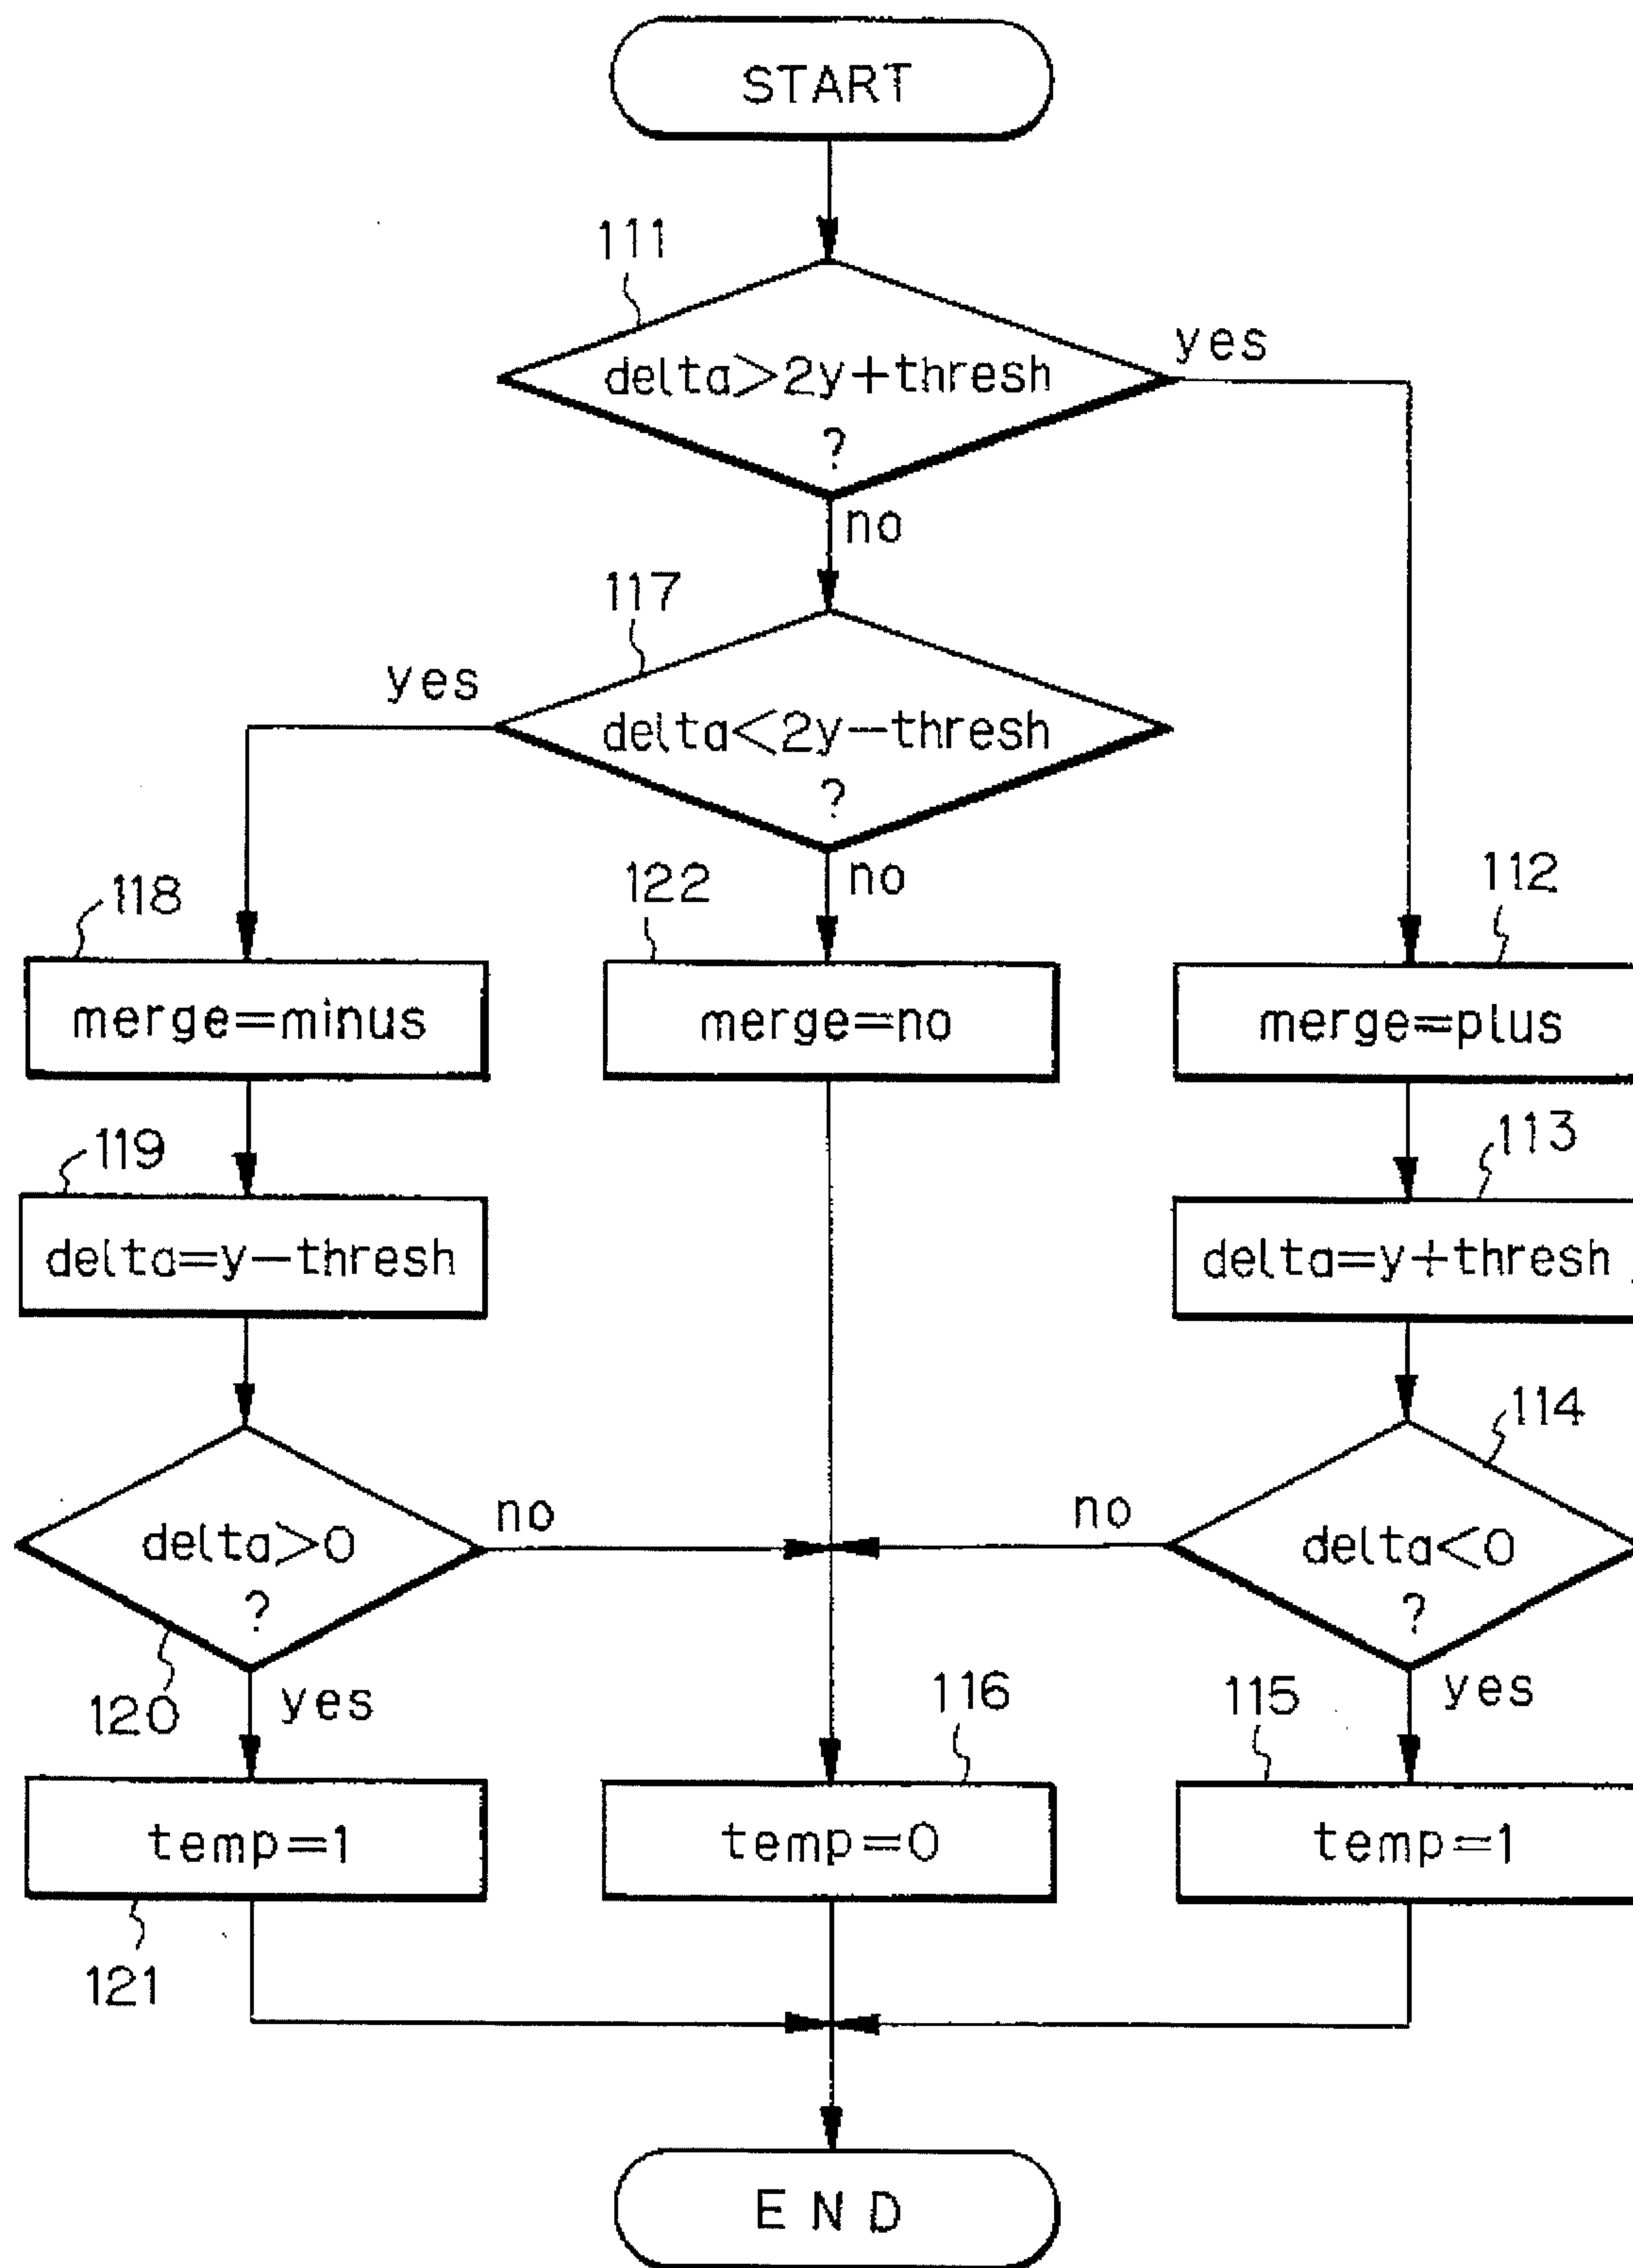 START
111
delta>2y+thresh
?
yes
no
117
delta<2y−thresh
?
yes
no
118
merge=minus
122
merge=no
112
merge=plus
119
delta=y−thresh
113
delta=y+thresh
delta>0
?
no
120
yes
114
delta<0
?
no
yes
temp=1
121
116
temp=0
115
temp=1
END